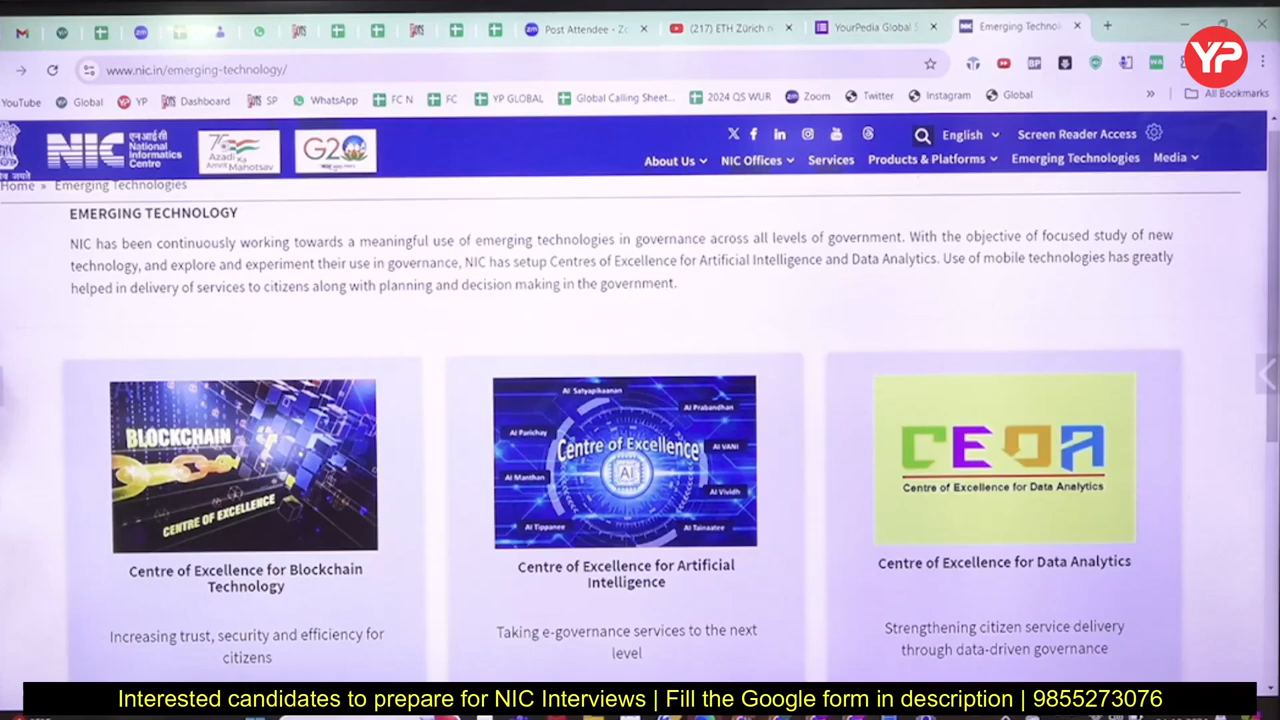 Post Attendee - Zo
(217) ETH Zürich
YourPedia Global S
Emerging Technol
YP
www.nic.in/emerging-technology/
YouTube
Global
YP
Dashboard
SP
WhatsApp
FC N
FC
YP GLOBAL
Global Calling Sheet...
2024 QS WUR
Zoom
Twitter
Instagram
Global
All Bookmarks
NIC
एन आई सी
National
Informatics
Centre
Azadi Ka
Amrit Mahotsav
G20
English
Screen Reader Access
About Us
NIC Offices
Services
Products & Platforms
Emerging Technologies
Media
Home » Emerging Technologies
EMERGING TECHNOLOGY
NIC has been continuously working towards a meaningful use of emerging technologies in governance across all levels of government. With the objective of focused study of new
technology, and explore and experiment their use in governance, NIC has setup Centres of Excellence for Artificial Intelligence and Data Analytics. Use of mobile technologies has greatly
helped in delivery of services to citizens along with planning and decision making in the government.
BLOCKCHAIN
CENTRE OF EXCELLENCE
Centre of Excellence for Blockchain
Technology
Increasing trust, security and efficiency for
citizens
AI Satyapikaanan
AI Prabandhan
AI Parichay
Centre of Excellence
AI VANI
AI
AI Manthan
AI Vividh
AI Tippanee
AI Tainaatee
Centre of Excellence for Artificial
Intelligence
Taking e-governance services to the next
level
CEDA
Centre of Excellence for Data Analytics
Centre of Excellence for Data Analytics
Strengthening citizen service delivery
through data-driven governance
Interested candidates to prepare for NIC Interviews | Fill the Google form in description | 9855273076